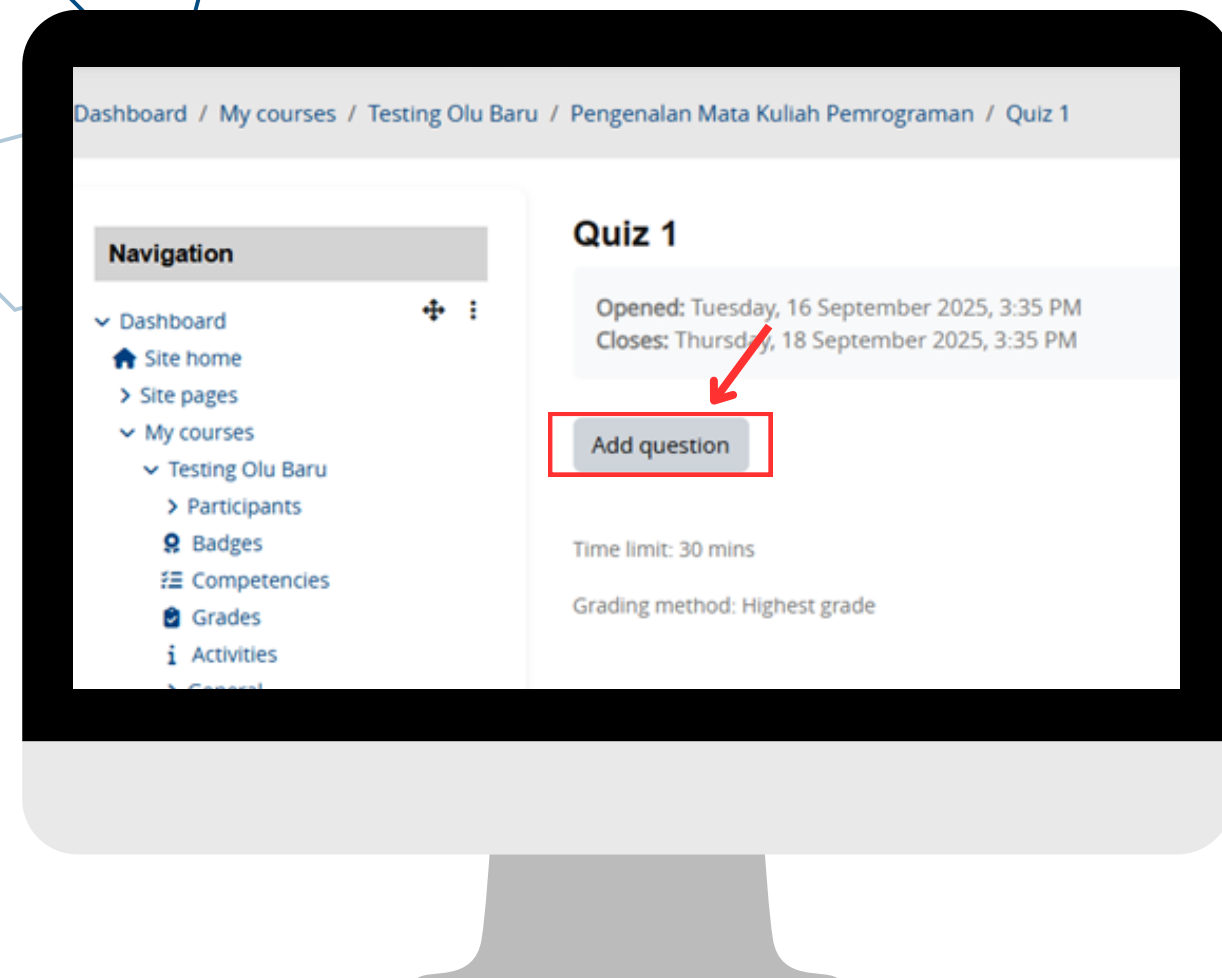 Dashboard / My courses / Testing Olu Baru / Pengenalan Mata Kuliah Pemrograman / Quiz 1
Navigation
Dashboard
Site home
Site pages
My courses
Testing Olu Baru
Participants
Badges
Competencies
Grades
Activities
General
Quiz 1
Opened: Tuesday, 16 September 2025, 3:35 PM
Closes: Thursday, 18 September 2025, 3:35 PM
Add question
Time limit: 30 mins
Grading method: Highest grade